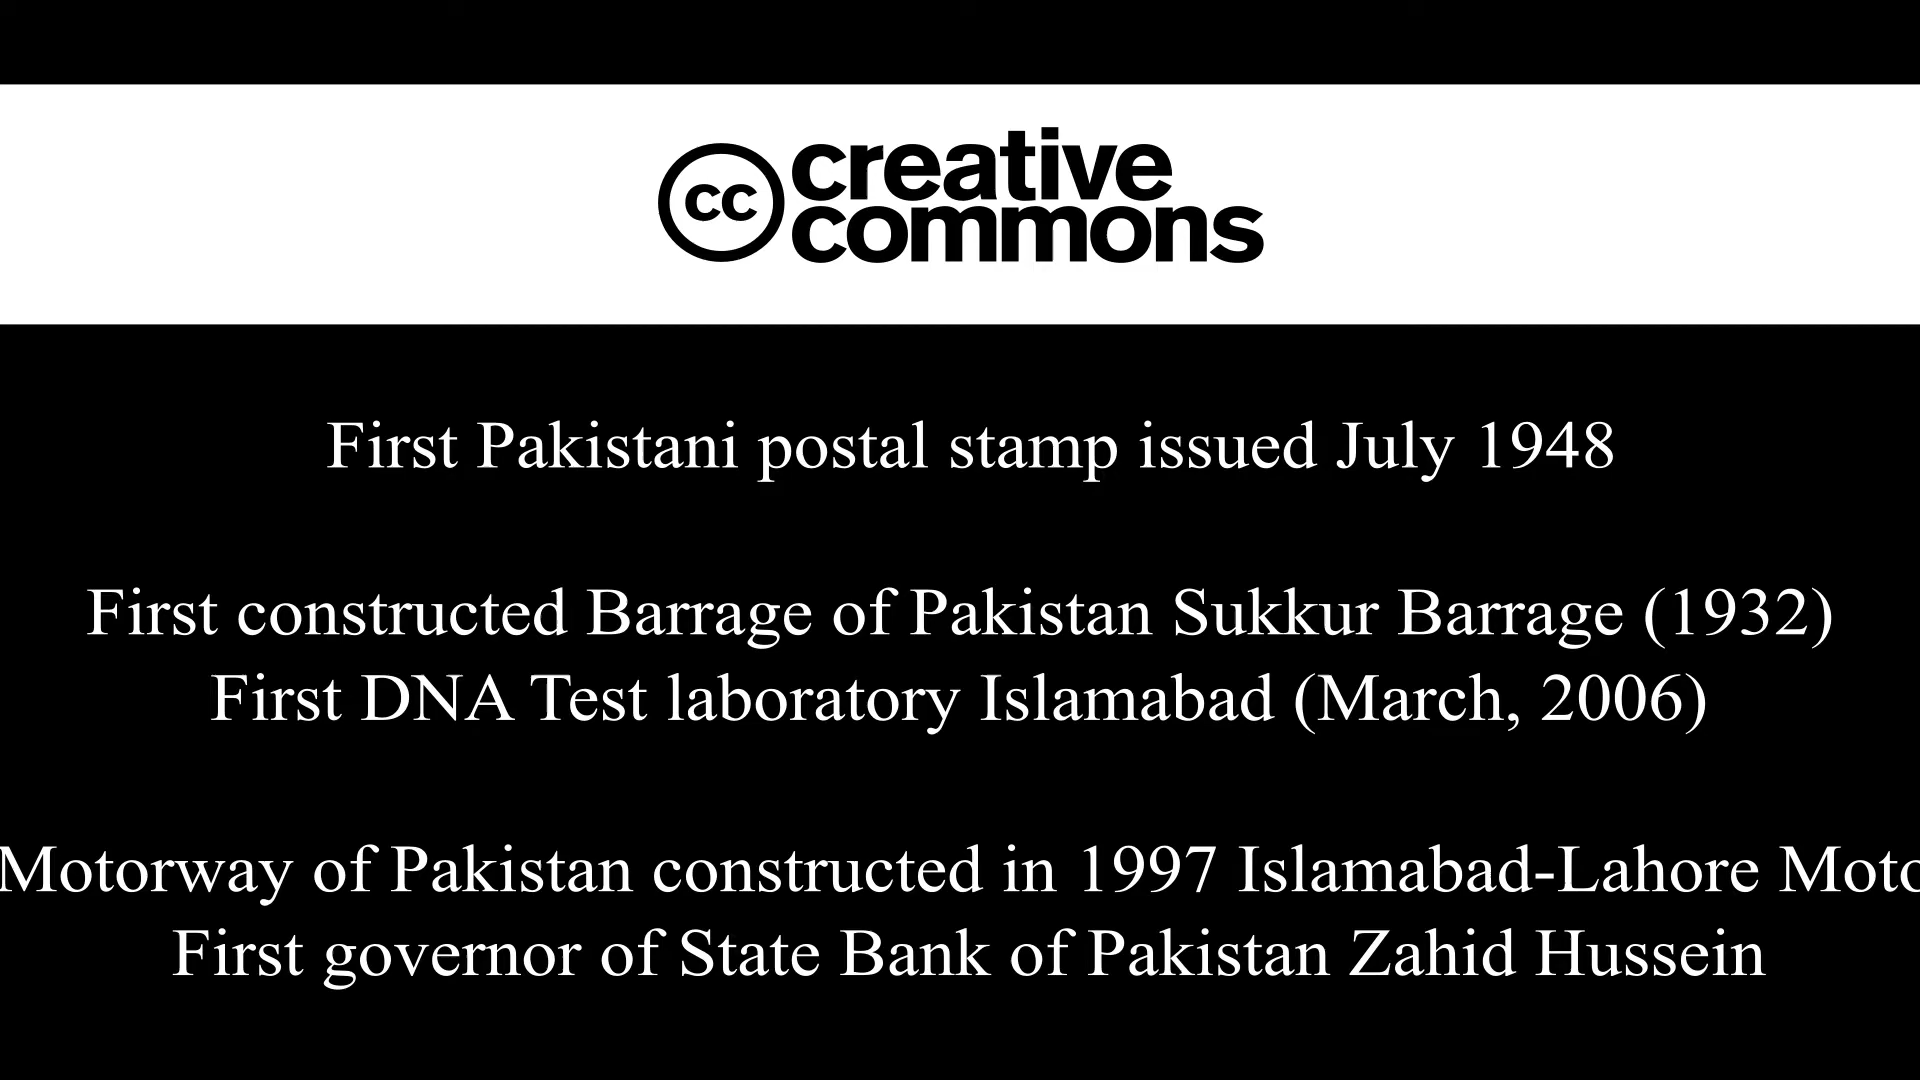 cc creative
commons
First Pakistani postal stamp issued July 1948
First constructed Barrage of Pakistan Sukkur Barrage (1932)
First DNA Test laboratory Islamabad (March, 2006)
Motorway of Pakistan constructed in 1997 Islamabad-Lahore Moto
First governor of State Bank of Pakistan Zahid Hussein